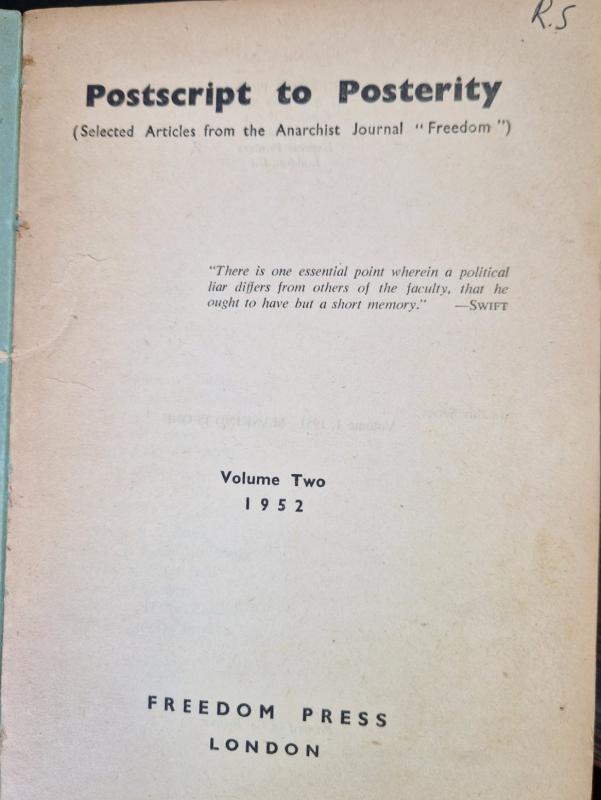 R.S
Postscript to Posterity
(Selected Articles from the Anarchist Journal "Freedom")
"There is one essential point wherein a political
liar differs from others of the faculty, that he
ought to have but a short memory." —SWIFT
Volume Two
1952
FREEDOM PRESS
LONDON